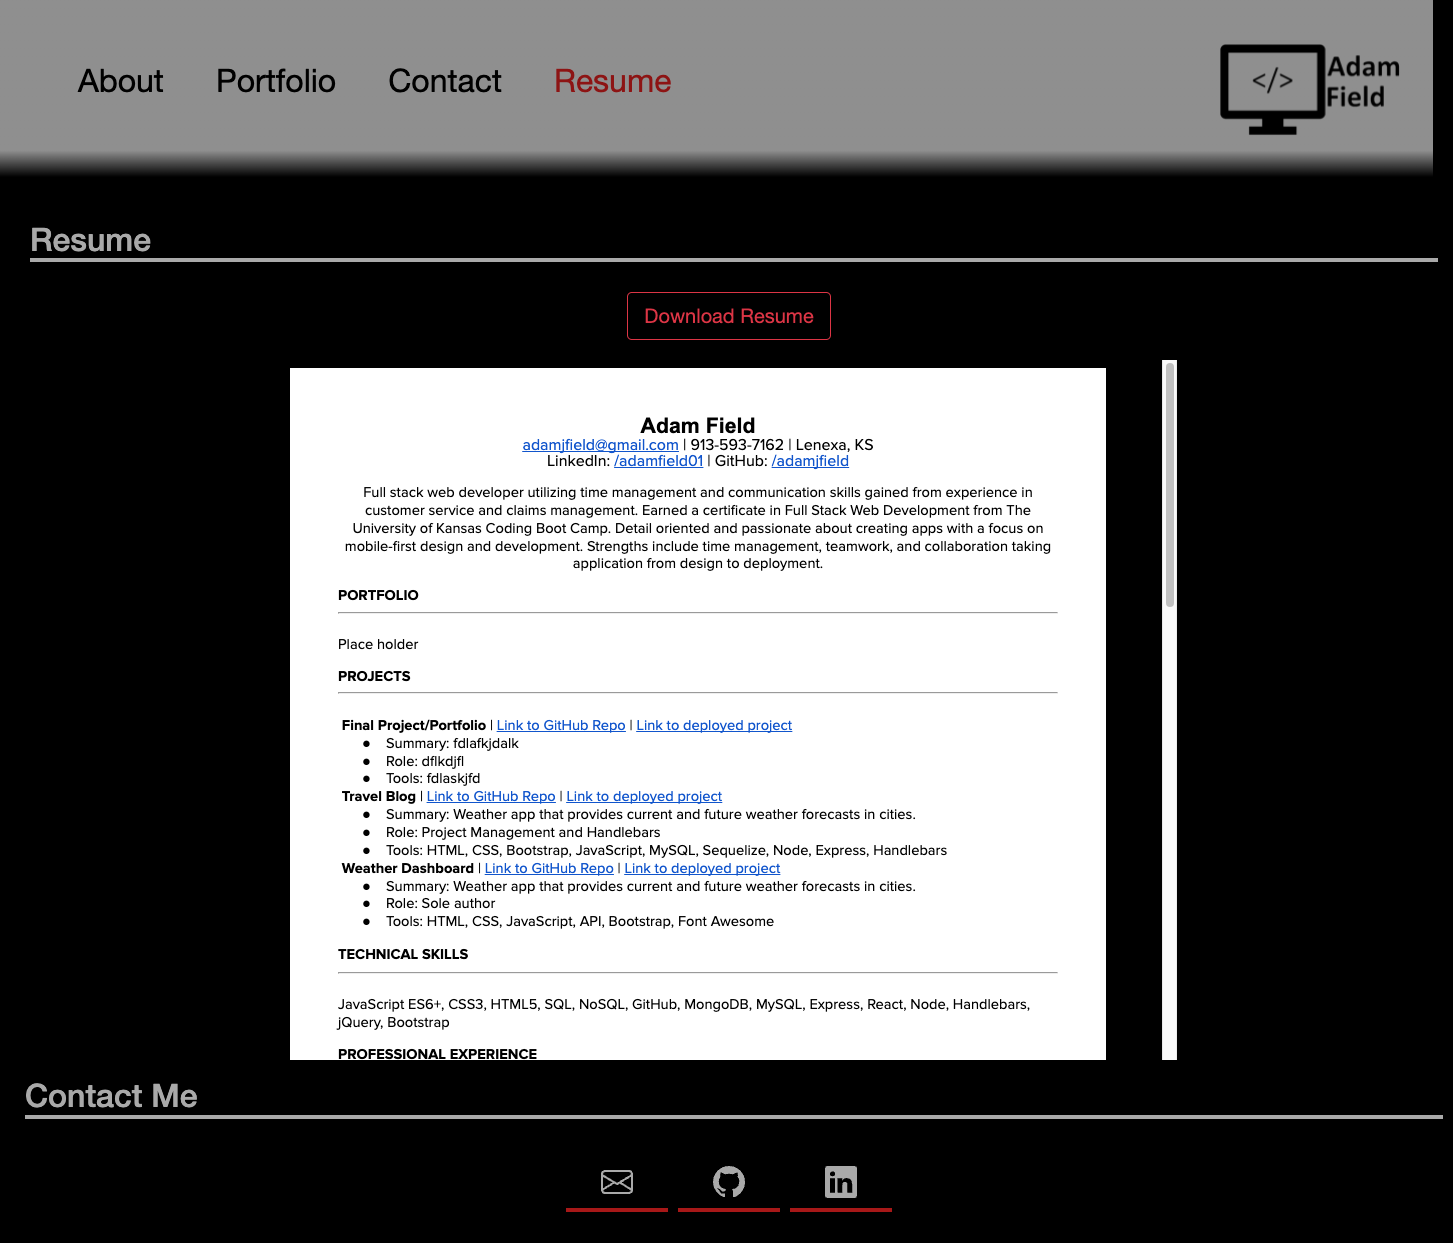 About Portfolio Contact Resume
</> Adam
Field
Resume
Download Resume
Adam Field
adamjfield@gmail.com | 913-593-7162 | Lenexa, KS
LinkedIn: /adamfield01 | GitHub: /adamjfield
Full stack web developer utilizing time management and communication skills gained from experience in
customer service and claims management. Earned a certificate in Full Stack Web Development from The
University of Kansas Coding Boot Camp. Detail oriented and passionate about creating apps with a focus on
mobile-first design and development. Strengths include time management, teamwork, and collaboration taking
application from design to deployment.
PORTFOLIO
Place holder
PROJECTS
Final Project/Portfolio | Link to GitHub Repo | Link to deployed project
● Summary: fdlafkjdalk
● Role: dflkdjfl
● Tools: fdlaskjfd
Travel Blog | Link to GitHub Repo | Link to deployed project
● Summary: Weather app that provides current and future weather forecasts in cities.
● Role: Project Management and Handlebars
● Tools: HTML, CSS, Bootstrap, JavaScript, MySQL, Sequelize, Node, Express, Handlebars
Weather Dashboard | Link to GitHub Repo | Link to deployed project
● Summary: Weather app that provides current and future weather forecasts in cities.
● Role: Sole author
● Tools: HTML, CSS, JavaScript, API, Bootstrap, Font Awesome
TECHNICAL SKILLS
JavaScript ES6+, CSS3, HTML5, SQL, NoSQL, GitHub, MongoDB, MySQL, Express, React, Node, Handlebars,
jQuery, Bootstrap
PROFESSIONAL EXPERIENCE
Contact Me
in